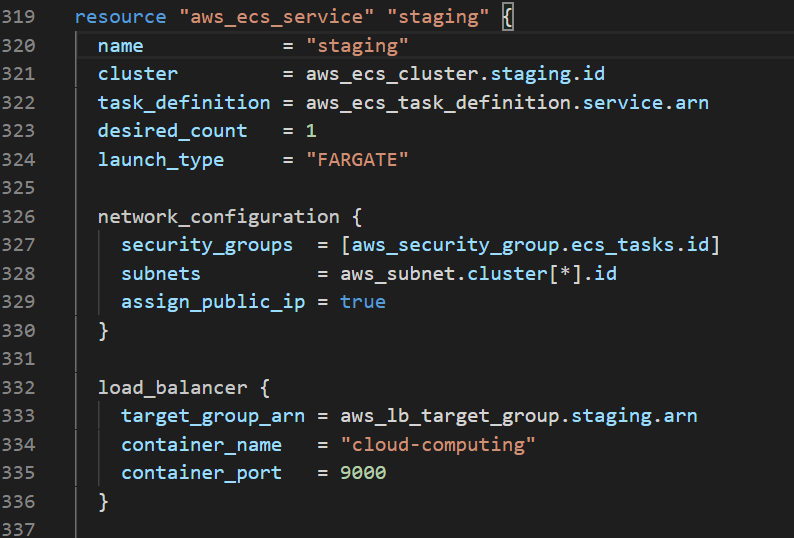 319 resource "aws_ecs_service" "staging" {
320   name            = "staging"
321   cluster         = aws_ecs_cluster.staging.id
322   task_definition = aws_ecs_task_definition.service.arn
323   desired_count   = 1
324   launch_type     = "FARGATE"
325
326   network_configuration {
327     security_groups  = [aws_security_group.ecs_tasks.id]
328     subnets          = aws_subnet.cluster[*].id
329     assign_public_ip = true
330   }
331
332   load_balancer {
333     target_group_arn = aws_lb_target_group.staging.arn
334     container_name   = "cloud-computing"
335     container_port   = 9000
336   }
337